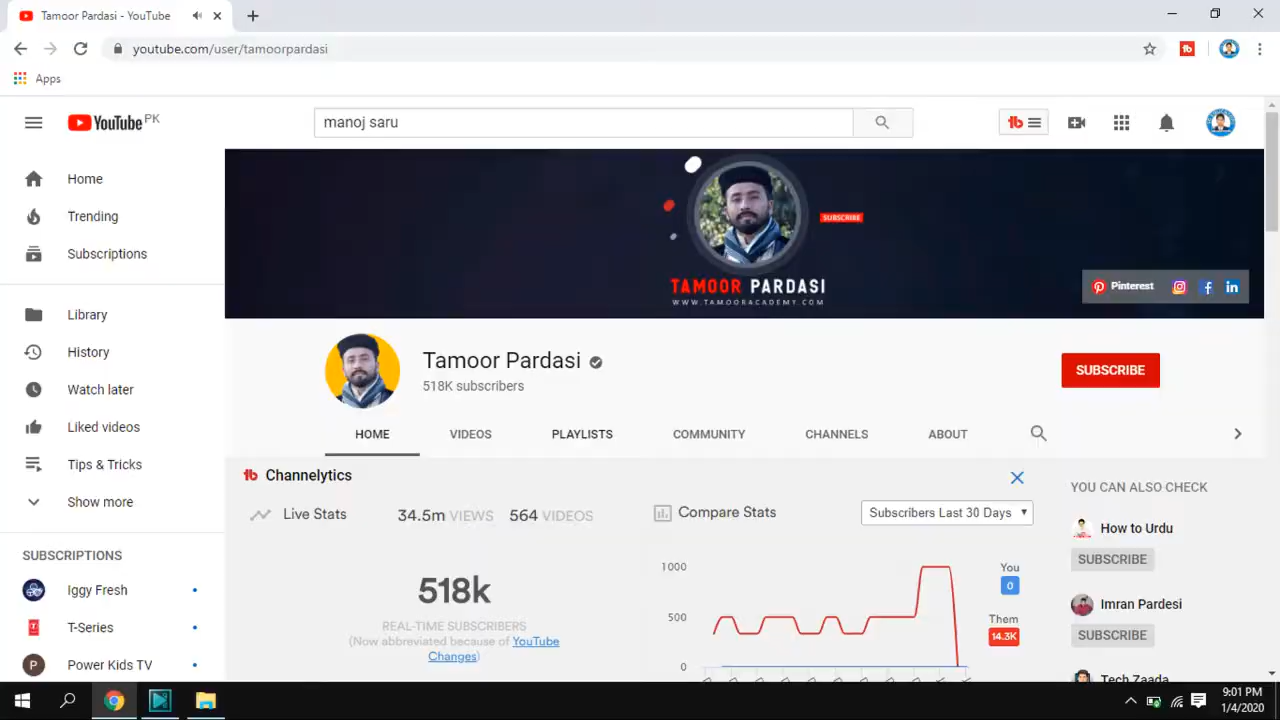 Tamoor Pardasi - YouTube
youtube.com/user/tamoorpardasi
Apps
YouTube PK
manoj saru
Home
Trending
Subscriptions
Library
History
Watch later
Liked videos
Tips & Tricks
Show more
SUBSCRIPTIONS
Iggy Fresh
T-Series
Power Kids TV
SUBSCRIBE
TAMOOR PARDASI
WWW.TAMOORACADEMY.COM
Pinterest
Tamoor Pardasi
518K subscribers
SUBSCRIBE
HOME VIDEOS PLAYLISTS COMMUNITY CHANNELS ABOUT
Channelytics
Live Stats 34.5m VIEWS 564 VIDEOS
518k
REAL-TIME SUBSCRIBERS
(Now abbreviated because of YouTube
Changes)
Compare Stats Subscribers Last 30 Days
1000
500
0
You
0
Them
14.3K
YOU CAN ALSO CHECK
How to Urdu
SUBSCRIBE
Imran Pardesi
SUBSCRIBE
Tech Zaada
9:01 PM
1/4/2020